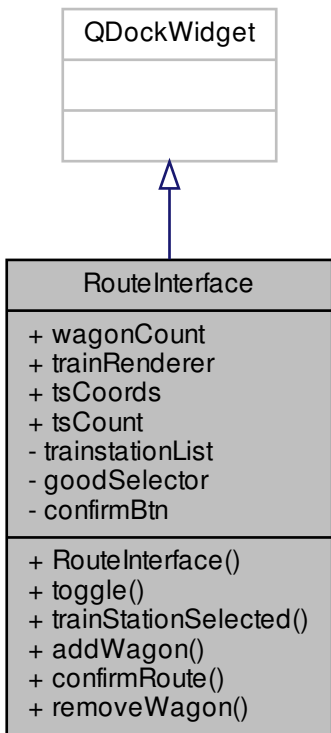 QDockWidget
RouteInterface
+ wagonCount
+ trainRenderer
+ tsCoords
+ tsCount
- trainstationList
- goodSelector
- confirmBtn
+ RouteInterface()
+ toggle()
+ trainStationSelected()
+ addWagon()
+ confirmRoute()
+ removeWagon()